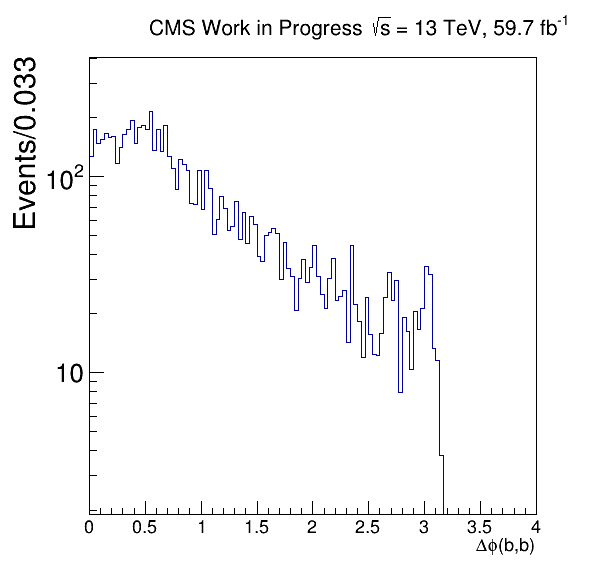 CMS Work in Progress √s = 13 TeV, 59.7 fb⁻¹
Events/0.033
10²
10
0 0.5 1 1.5 2 2.5 3 3.5 4
Δϕ(b,b)